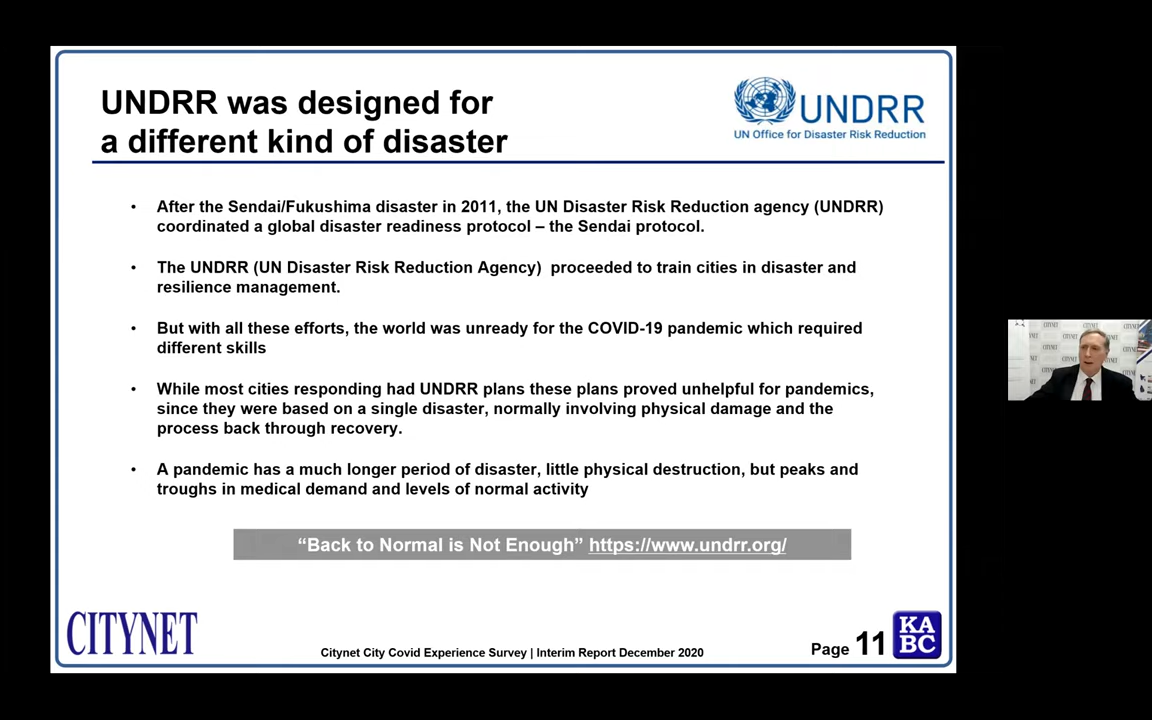 UNDRR was designed for
a different kind of disaster
UNDRR
UN Office for Disaster Risk Reduction
• After the Sendai/Fukushima disaster in 2011, the UN Disaster Risk Reduction agency (UNDRR)
coordinated a global disaster readiness protocol – the Sendai protocol.
• The UNDRR (UN Disaster Risk Reduction Agency)  proceeded to train cities in disaster and
resilience management.
• But with all these efforts, the world was unready for the COVID-19 pandemic which required
different skills
• While most cities responding had UNDRR plans these plans proved unhelpful for pandemics,
since they were based on a single disaster, normally involving physical damage and the
process back through recovery.
• A pandemic has a much longer period of disaster, little physical destruction, but peaks and
troughs in medical demand and levels of normal activity
“Back to Normal is Not Enough” https://www.undrr.org/
CITYNET
Citynet City Covid Experience Survey | Interim Report December 2020
Page 11
KA
BC
CITYNET